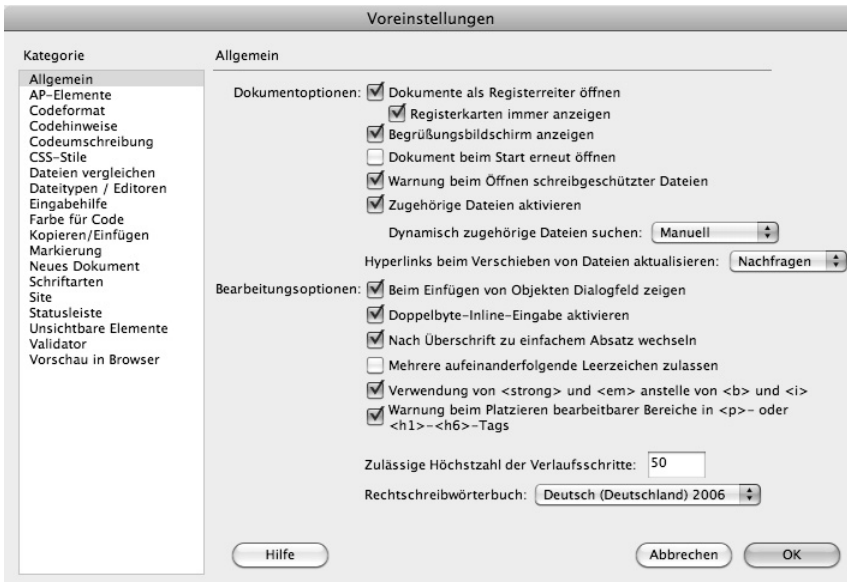 Voreinstellungen
Kategorie
Allgemein
AP-Elemente
Codeformat
Codehinweise
Codeumschreibung
CSS-Stile
Dateien vergleichen
Dateitypen / Editoren
Eingabehilfe
Farbe für Code
Kopieren/Einfügen
Markierung
Neues Dokument
Schriftarten
Site
Statusleiste
Unsichtbare Elemente
Validator
Vorschau in Browser
Allgemein
Dokumentoptionen: Dokumente als Registerreiter öffnen
Registerkarten immer anzeigen
Begrüßungsbildschirm anzeigen
Dokument beim Start erneut öffnen
Warnung beim Öffnen schreibgeschützter Dateien
Zugehörige Dateien aktivieren
Dynamisch zugehörige Dateien suchen: Manuell
Hyperlinks beim Verschieben von Dateien aktualisieren: Nachfragen
Bearbeitungsoptionen: Beim Einfügen von Objekten Dialogfeld zeigen
Doppelbyte-Inline-Eingabe aktivieren
Nach Überschrift zu einfachem Absatz wechseln
Mehrere aufeinanderfolgende Leerzeichen zulassen
Verwendung von <strong> und <em> anstelle von <b> und <i>
Warnung beim Platzieren bearbeitbarer Bereiche in <p>- oder
<h1>-<h6>-Tags
Zulässige Höchstzahl der Verlaufsschritte: 50
Rechtschreibwörterbuch: Deutsch (Deutschland) 2006
Hilfe
Abbrechen
OK